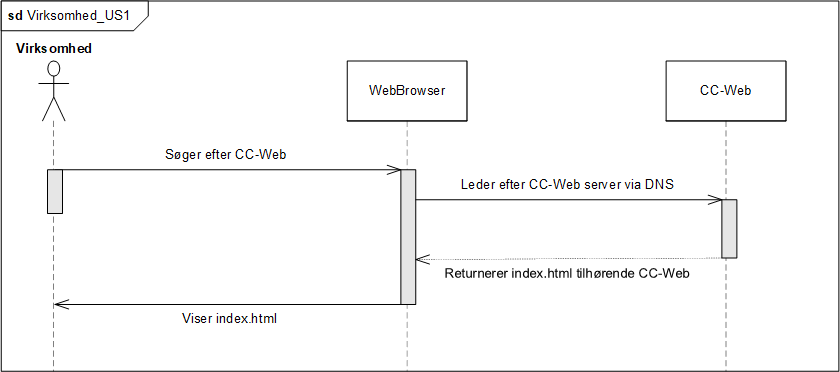 sd Virksomhed_US1
Virksomhed
WebBrowser
CC-Web
Søger efter CC-Web
Leder efter CC-Web server via DNS
Returnerer index.html tilhørende CC-Web
Viser index.html